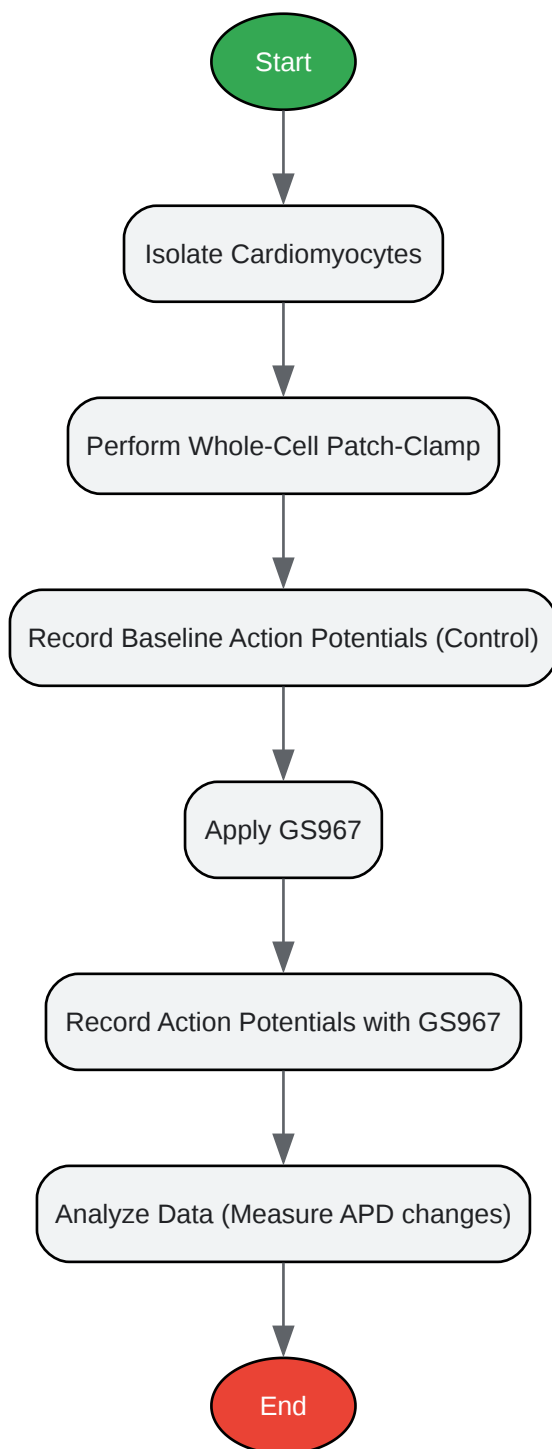 Start
Isolate Cardiomyocytes
Perform Whole-Cell Patch-Clamp
Record Baseline Action Potentials (Control)
Apply GS967
Record Action Potentials with GS967
Analyze Data (Measure APD changes)
End